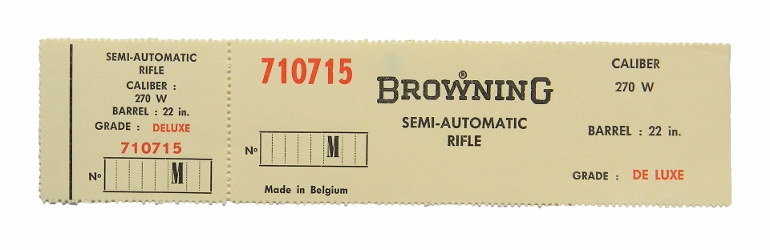 SEMI-AUTOMATIC
RIFLE
CALIBER :
270 W
BARREL : 22 in.
GRADE : DELUXE
710715
No M
710715
No M
Made in Belgium
BROWNING ®
SEMI-AUTOMATIC
RIFLE
CALIBER
270 W
BARREL : 22 in.
GRADE : DE LUXE